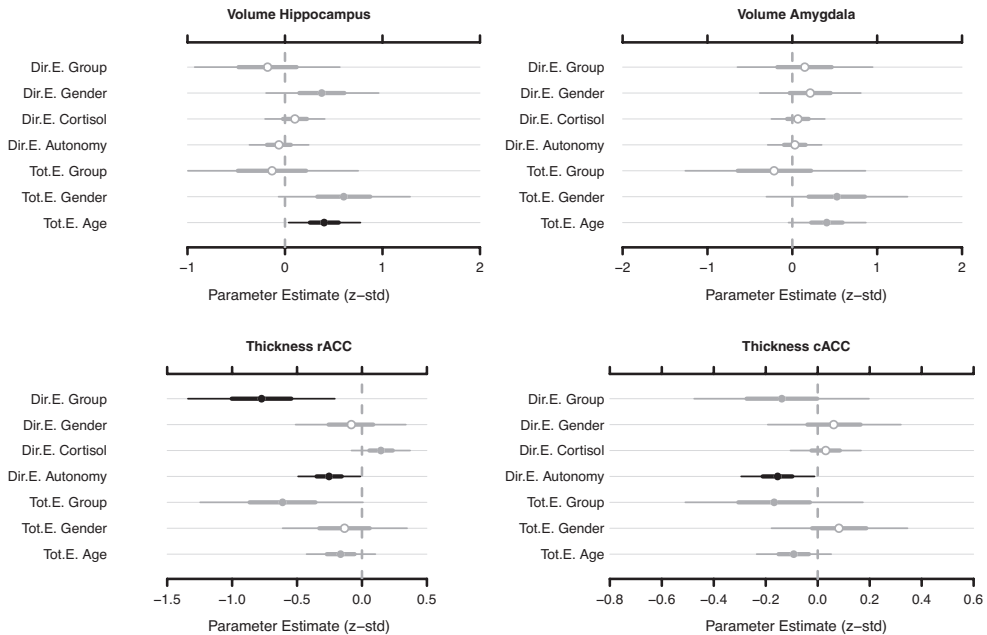 Volume Hippocampus
Dir.E. Group
Dir.E. Gender
Dir.E. Cortisol
Dir.E. Autonomy
Tot.E. Group
Tot.E. Gender
Tot.E. Age
−1 0 1 2
Parameter Estimate (z−std)
Volume Amygdala
Dir.E. Group
Dir.E. Gender
Dir.E. Cortisol
Dir.E. Autonomy
Tot.E. Group
Tot.E. Gender
Tot.E. Age
−2 −1 0 1 2
Parameter Estimate (z−std)
Thickness rACC
Dir.E. Group
Dir.E. Gender
Dir.E. Cortisol
Dir.E. Autonomy
Tot.E. Group
Tot.E. Gender
Tot.E. Age
−1.5 −1.0 −0.5 0.0 0.5
Parameter Estimate (z−std)
Thickness cACC
Dir.E. Group
Dir.E. Gender
Dir.E. Cortisol
Dir.E. Autonomy
Tot.E. Group
Tot.E. Gender
Tot.E. Age
−0.8 −0.6 −0.4 −0.2 0.0 0.2 0.4 0.6
Parameter Estimate (z−std)